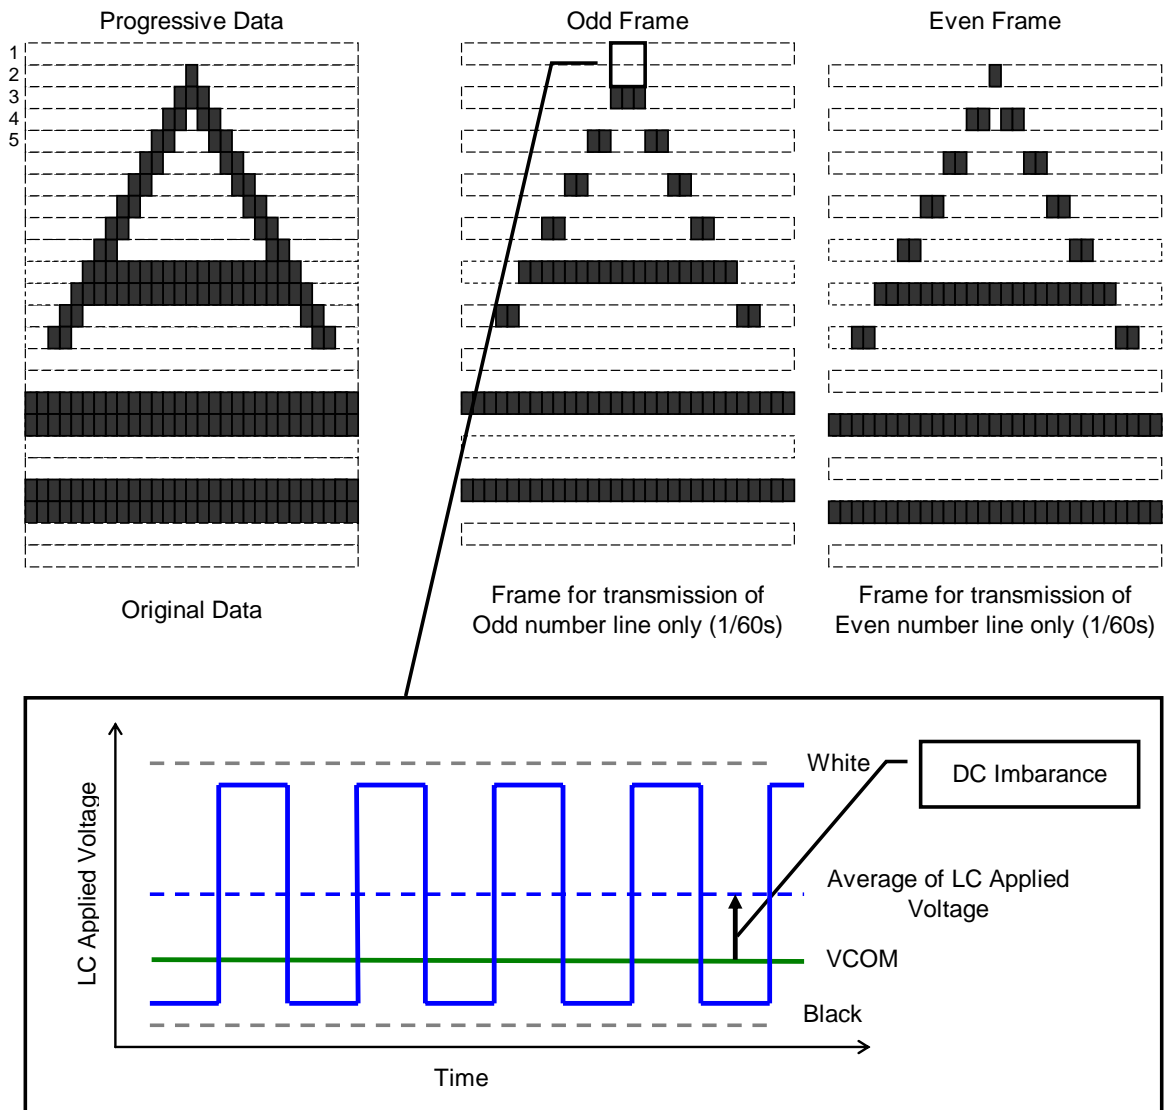 Progressive Data
Odd Frame
Even Frame
1
2
3
4
5
Original Data
Frame for transmission of
Odd number line only (1/60s)
Frame for transmission of
Even number line only (1/60s)
LC Applied Voltage
White
DC Imbarance
Average of LC Applied
Voltage
VCOM
Black
Time